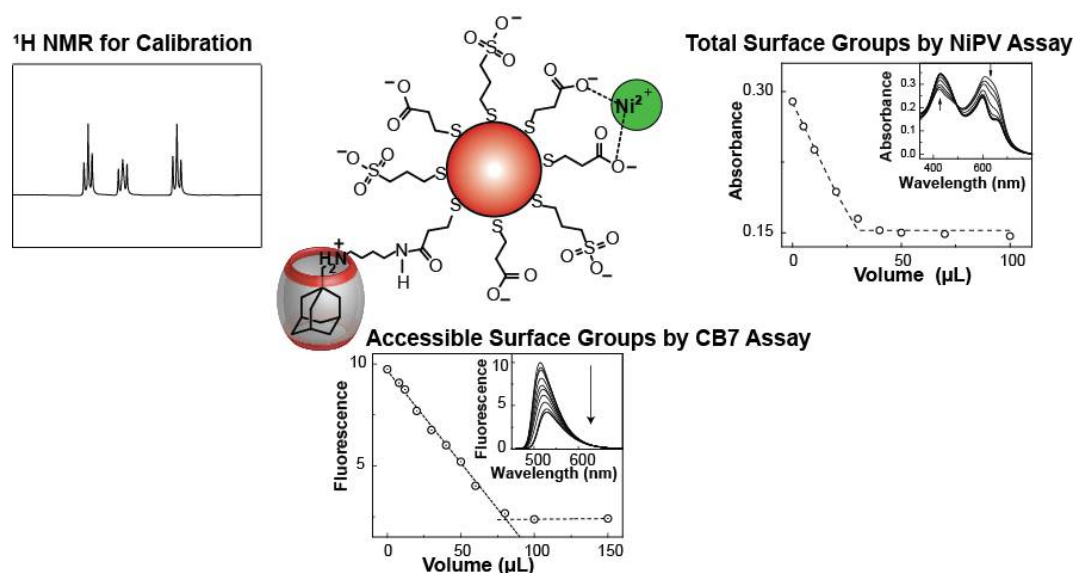 ¹H NMR for Calibration
Total Surface Groups by NiPV Assay
Accessible Surface Groups by CB7 Assay
O⁻
O
S
O
O⁻
O
S
O
O⁻
Ni²⁺
S
O
O⁻
S
⁻O
O
S
O
S
S
O
S
O⁻
O
S
S
O
O
O⁻
+
H₂N
N
H
O
Absorbance
0.30
0.15
0
50
100
Volume (µL)
Absorbance
0.3
0.2
0.1
0.0
400
600
Wavelength (nm)
Fluorescence
10
5
0
50
100
150
Volume (µL)
Fluorescence
10
5
0
500
600
Wavelength (nm)